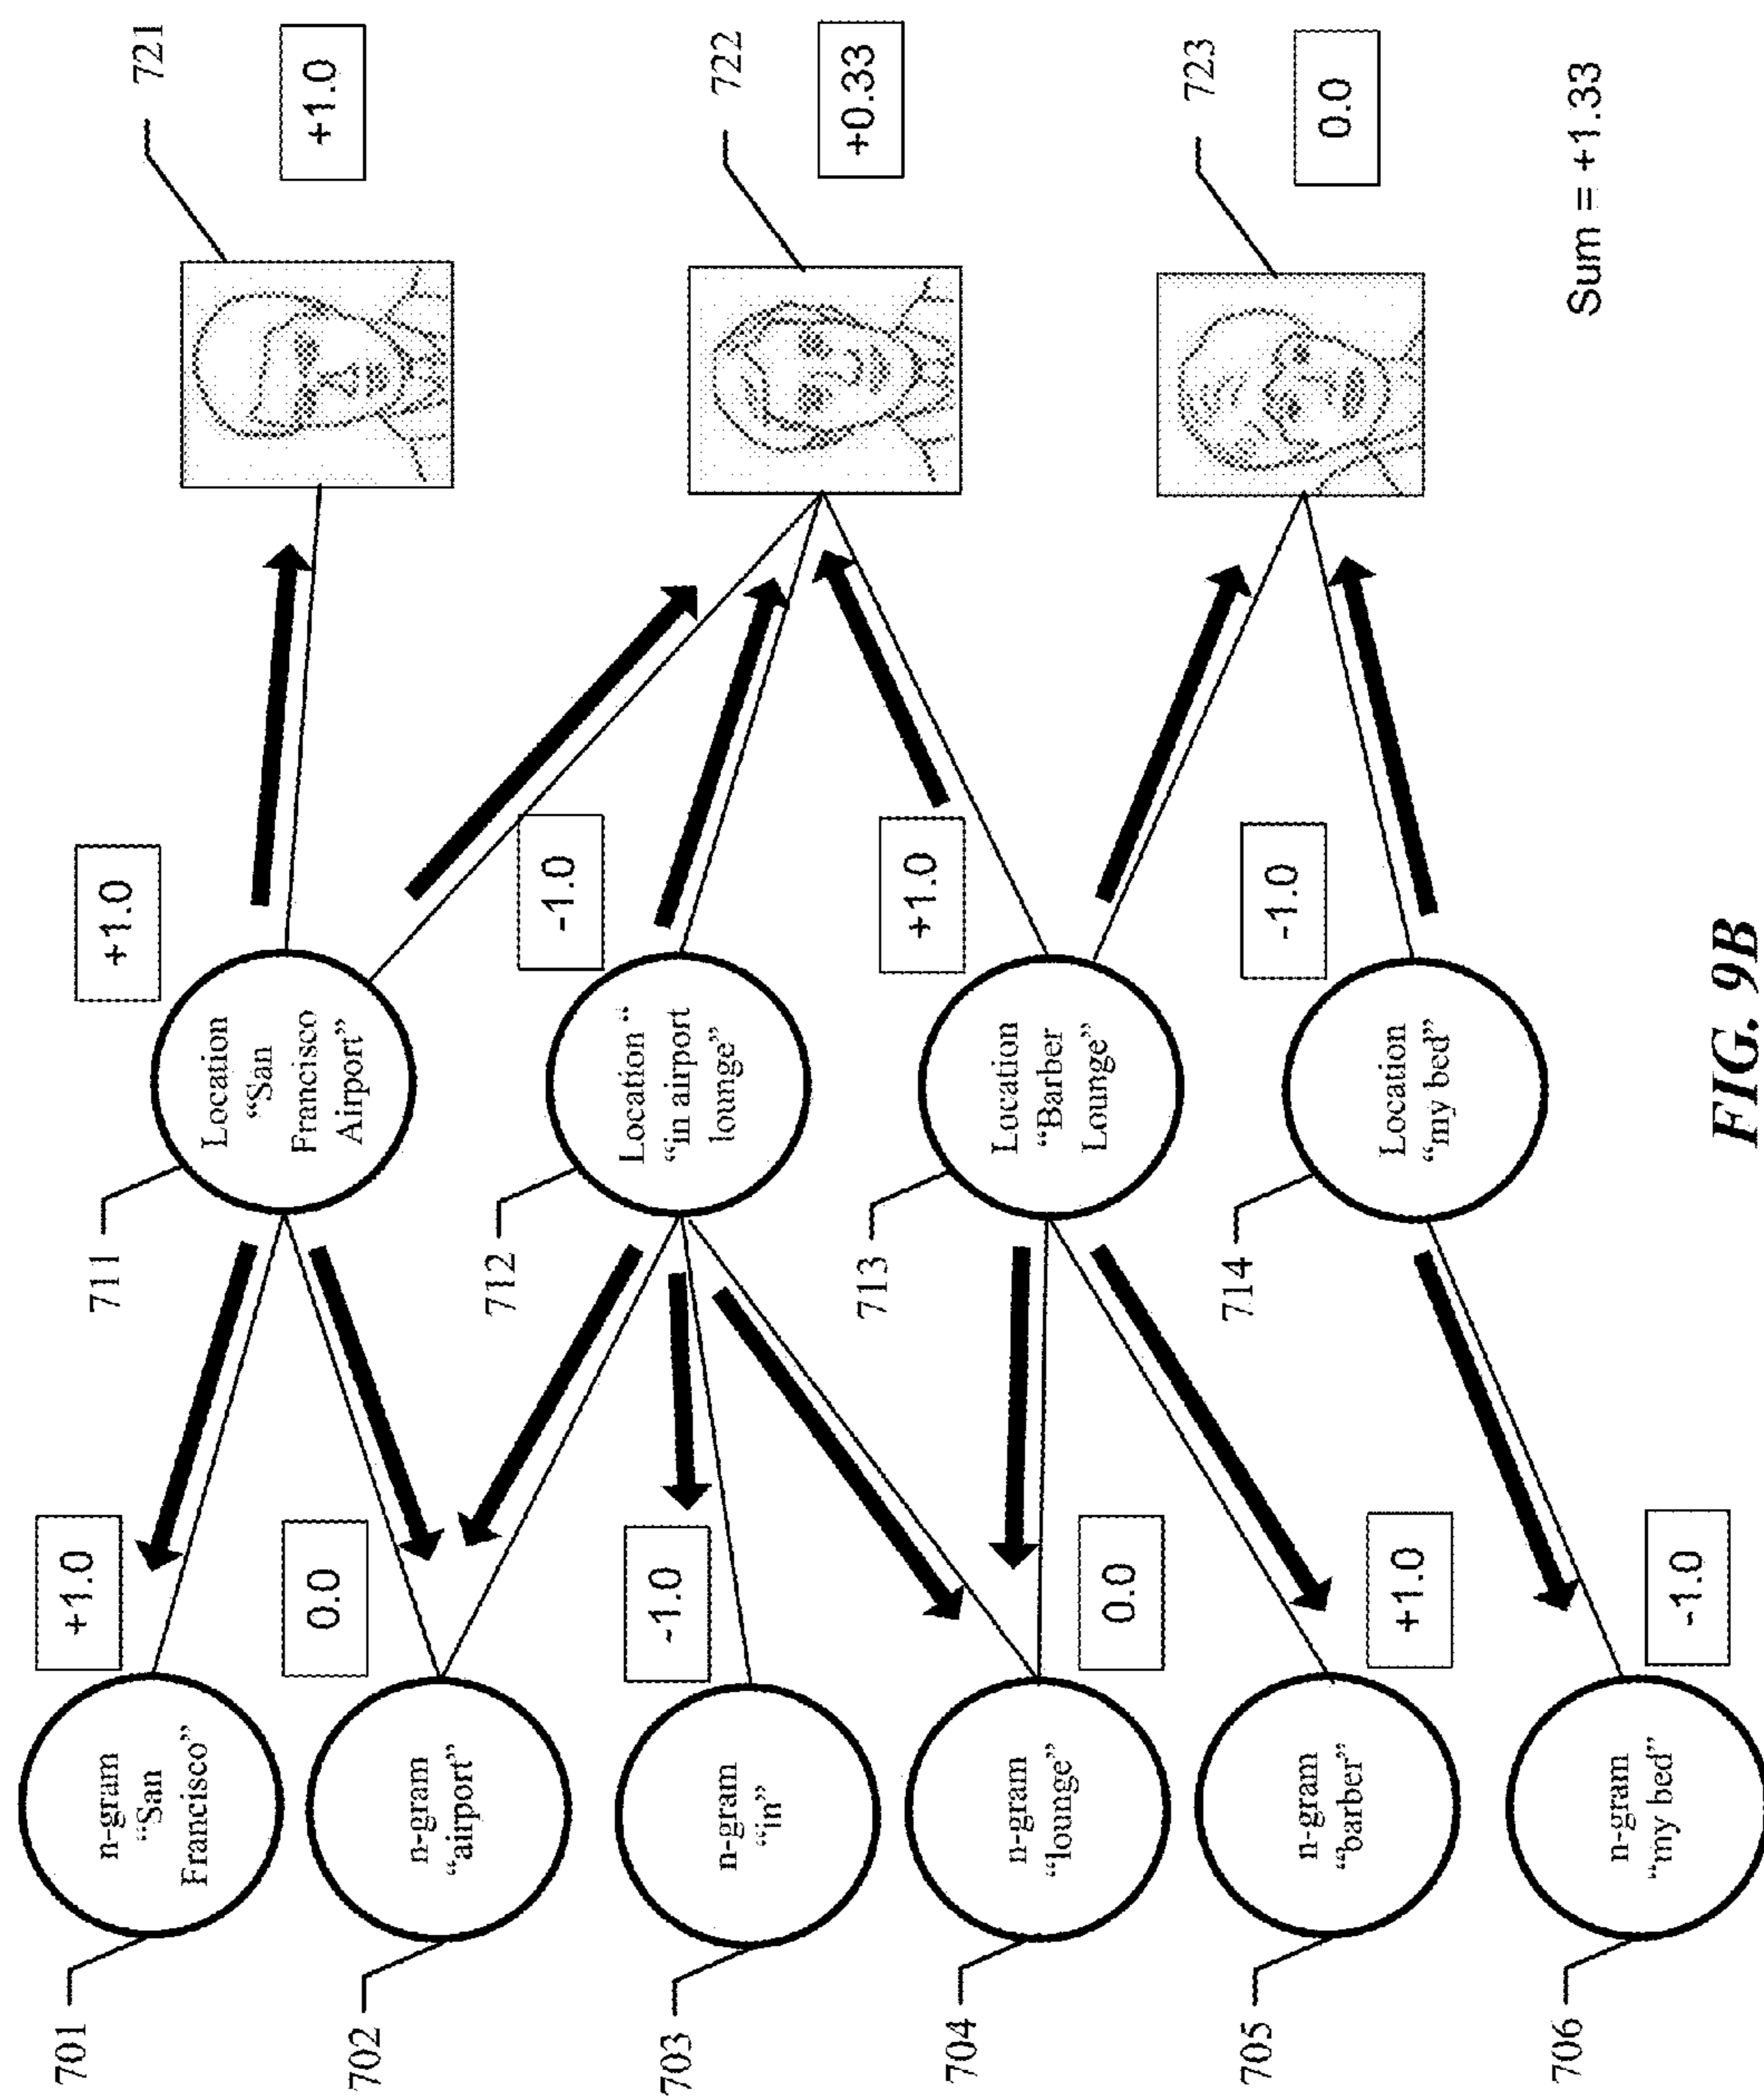 701
n-gram
“San
Francisco”
+1.0
702
n-gram
“airport”
0.0
703
n-gram
“in”
-1.0
704
n-gram
“lounge”
0.0
705
n-gram
“barber”
+1.0
706
n-gram
“my bed”
-1.0
711
Location
“San
Francisco
Airport”
+1.0
712
Location “
“in airport
lounge”
-1.0
713
Location
“Barber
Lounge”
+1.0
714
Location
“my bed”
-1.0
721
+1.0
722
+0.33
723
0.0
Sum = +1.33
FIG. 9B